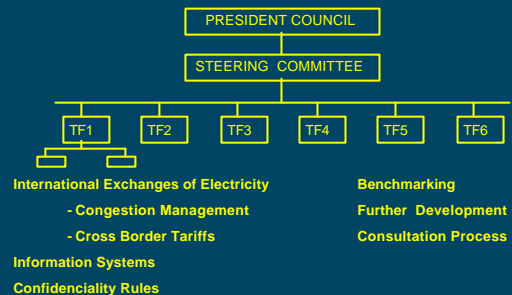 PRESIDENT COUNCIL
STEERING COMMITTEE
TF1 TF2 TF3 TF4 TF5 TF6
International Exchanges of Electricity
- Congestion Management
- Cross Border Tariffs
Information Systems
Confidenciality Rules
Benchmarking
Further Development
Consultation Process